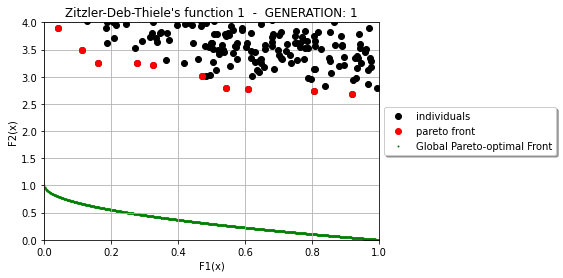 Zitzler-Deb-Thiele's function 1 - GENERATION: 1
4.0
3.5
3.0
2.5
2.0
1.5
1.0
0.5
0.0
F2(x)
0.0 0.2 0.4 0.6 0.8 1.0
F1(x)
individuals
pareto front
Global Pareto-optimal Front